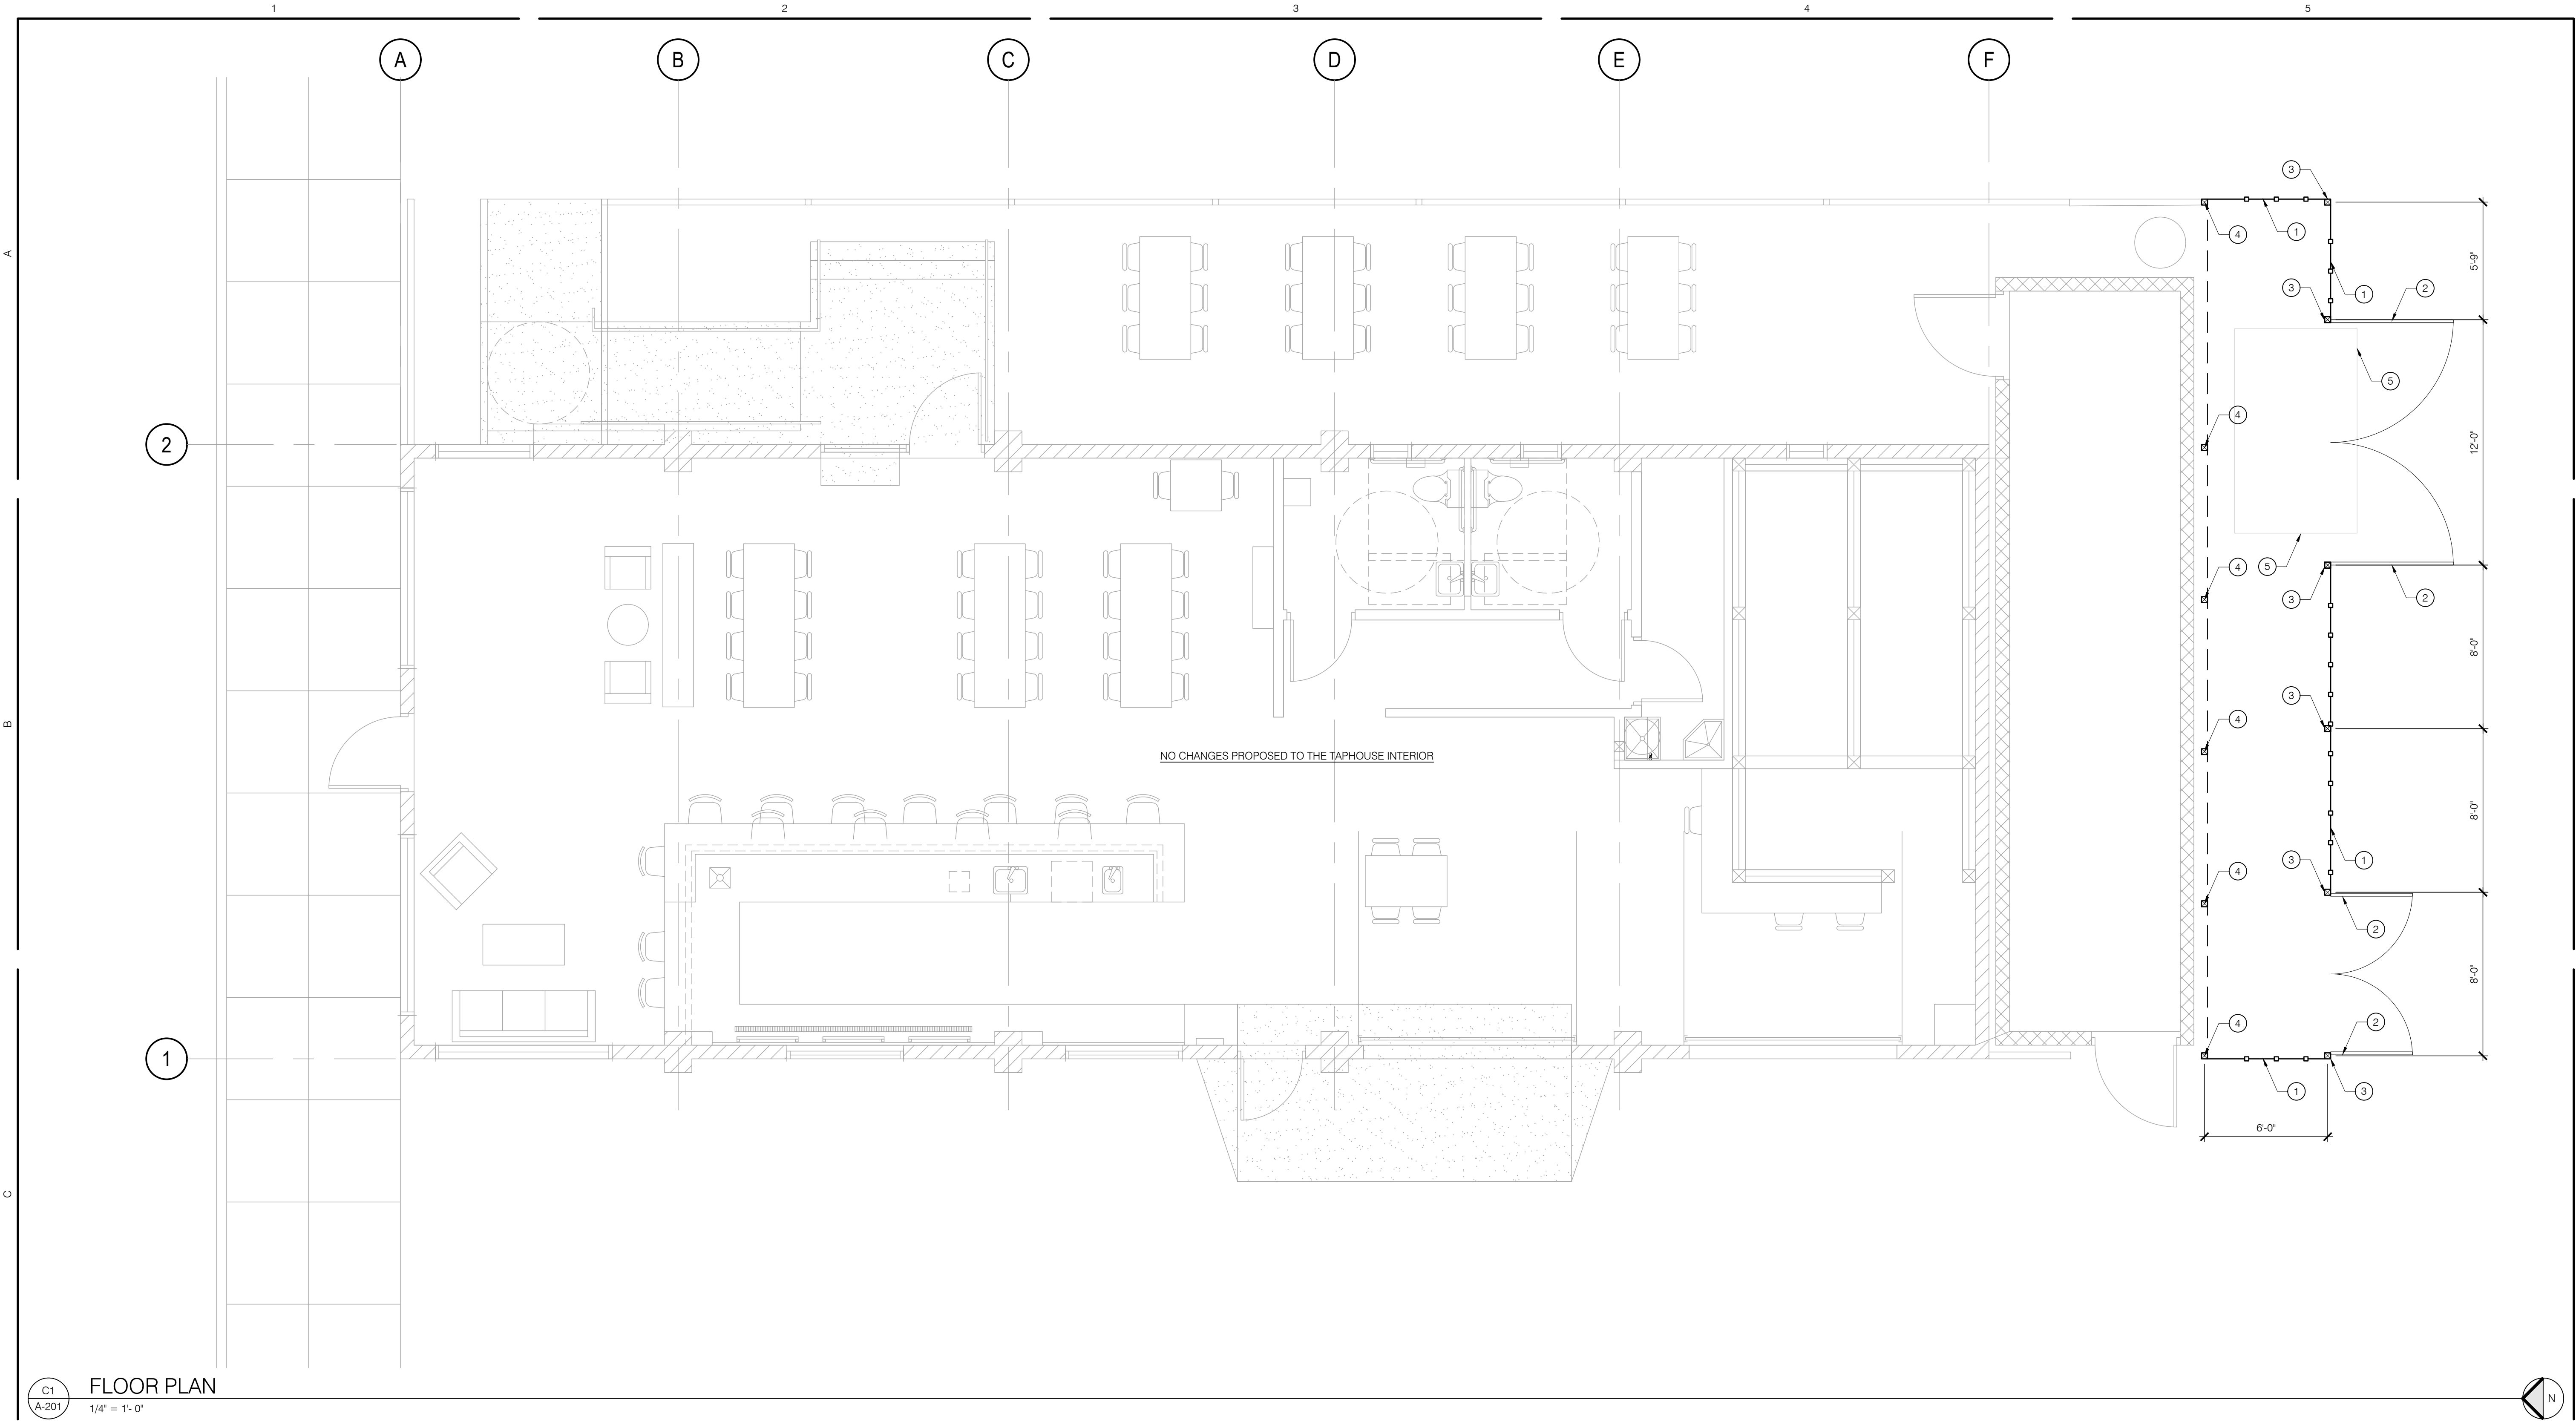 1 2 3 4 5
A B C D E F
3
4 1
A
5'-9"
3 1 2
5
4
2
12'-0"
4 5
3 2
8'-0"
3
4
B
NO CHANGES PROPOSED TO THE TAPHOUSE INTERIOR
8'-0"
3 1
4
2
8'-0"
4 2
1
1 3
6'-0"
C
C1
A-201
FLOOR PLAN
1/4" = 1'- 0"
N